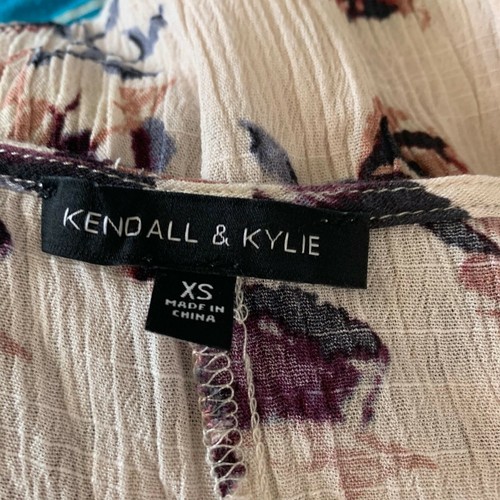 KENDALL & KYLIE
XS
MADE IN
CHINA